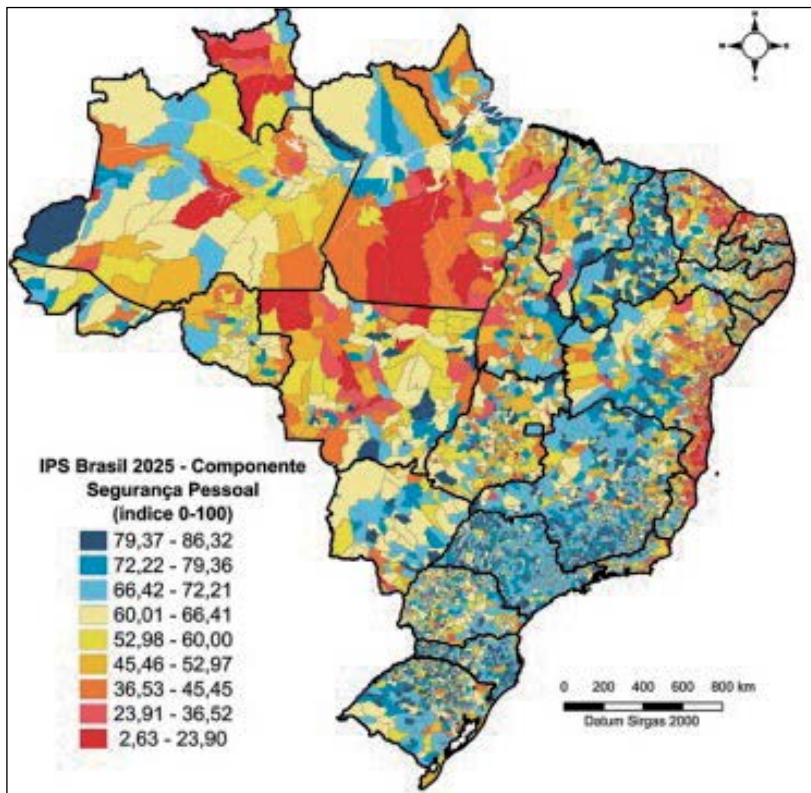 IPS Brasil 2025 - Componente
Segurança Pessoal
(índice 0-100)
79,37 - 86,32
72,22 - 79,36
66,42 - 72,21
60,01 - 66,41
52,98 - 60,00
45,46 - 52,97
36,53 - 45,45
23,91 - 36,52
2,63 - 23,90
0 200 400 600 800 km
Datum Sirgas 2000